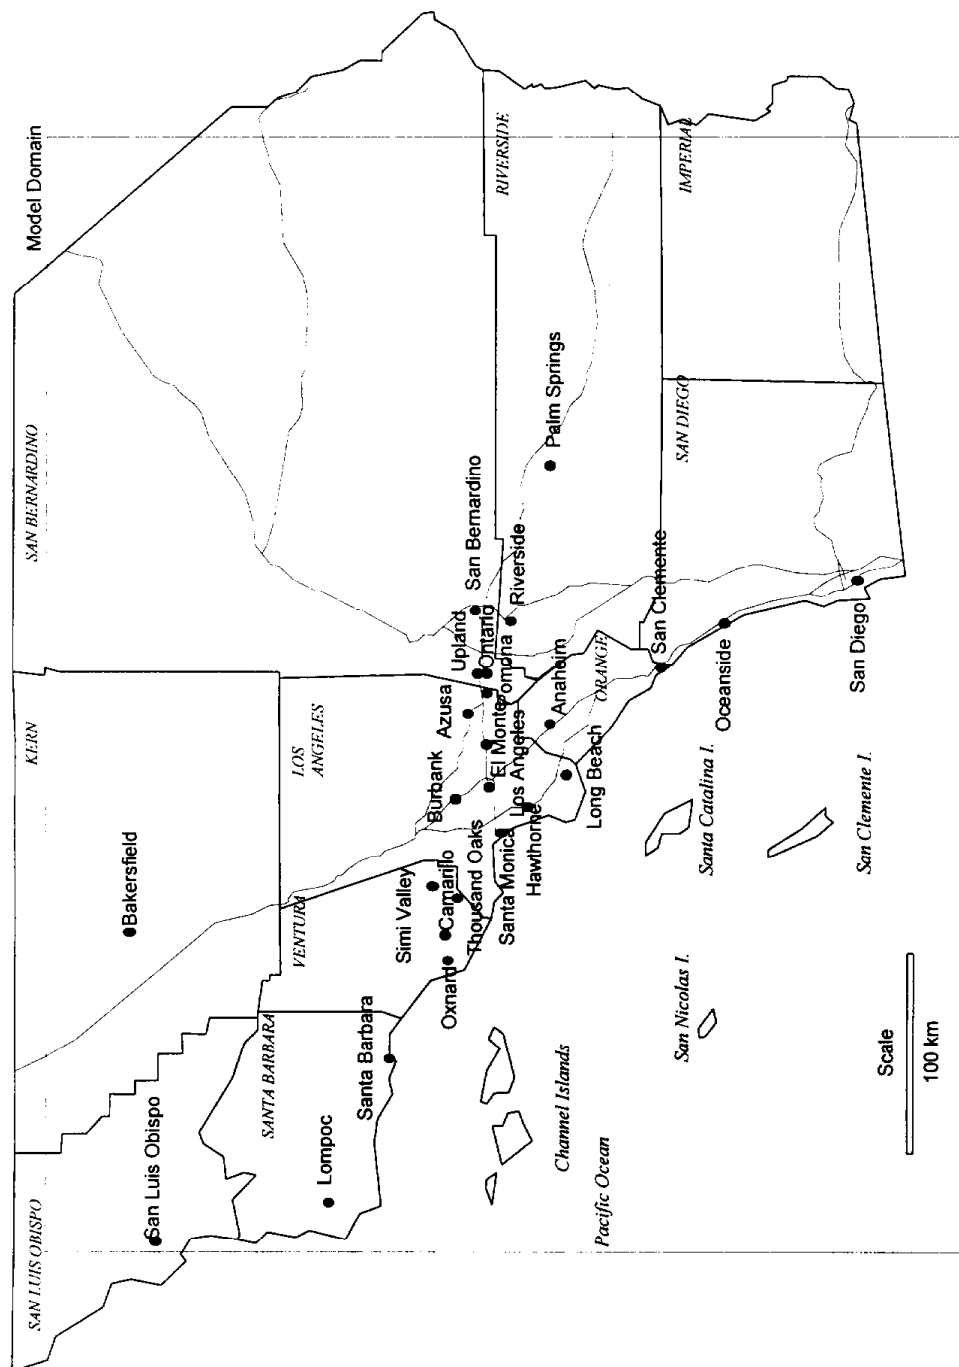 Model Domain
SAN LUIS OBISPO
KERN
SAN BERNARDINO
Bakersfield
San Luis Obispo
SANTA BARBARA
VENTURA
LOS
ANGELES
Lompoc
Santa Barbara
Simi Valley
Burbank
Azusa
Upland
San Bernardino
Oxnard
Camarillo
Thousand Oaks
El Monte
Ontario
Pomona
Riverside
RIVERSIDE
Santa Monica
Los Angeles
Hawthorne
Anaheim
Palm Springs
Long Beach
ORANGE
San Clemente
SAN DIEGO
IMPERIAL
Channel Islands
Pacific Ocean
San Nicolas I.
Santa Catalina I.
Oceanside
San Clemente I.
San Diego
Scale
100 km